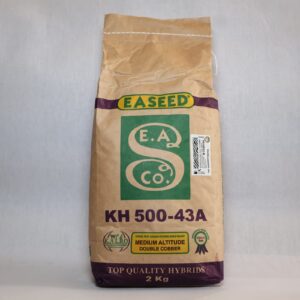 EASEED
E.A
S
CO.
KH 500-43A
MEDIUM ALTITUDE
DOUBLE COBBER
TOP QUALITY HYBRIDS
2 Kg